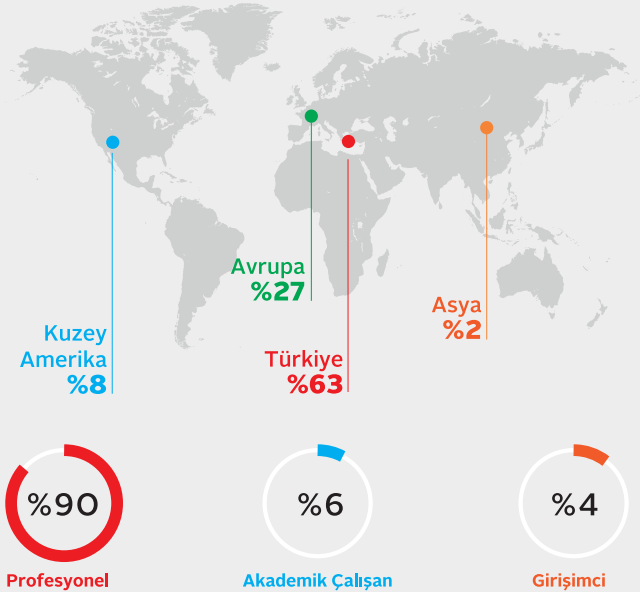 Avrupa
%27
Asya
%2
Kuzey
Amerika
%8
Türkiye
%63
%90
%6
%4
Profesyonel
Akademik Çalışan
Girişimci